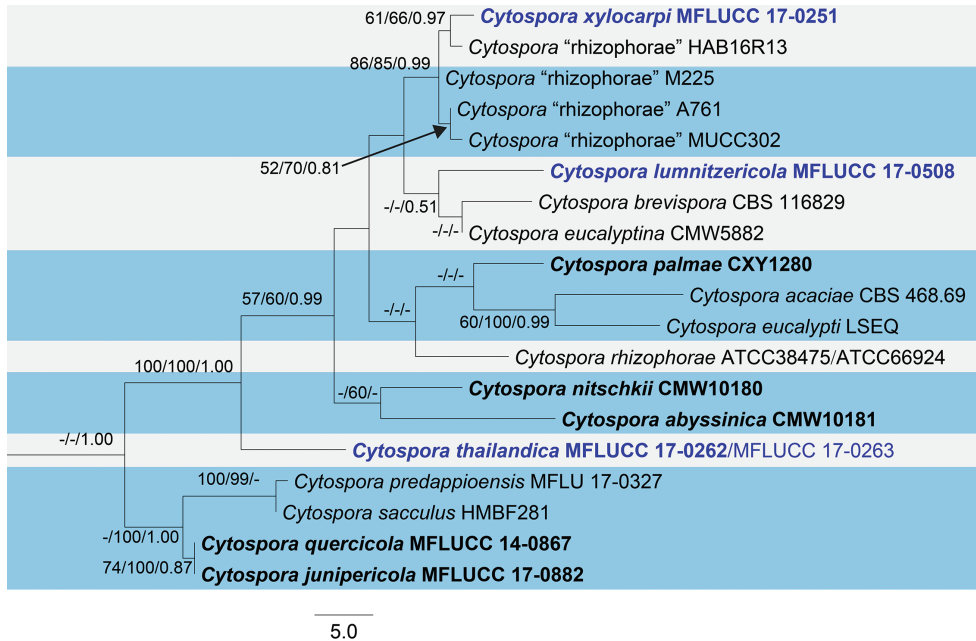 61/66/0.97
Cytospora xylocarpi MFLUCC 17-0251
Cytospora “rhizophorae” HAB16R13
86/85/0.99
Cytospora “rhizophorae” M225
Cytospora “rhizophorae” A761
Cytospora “rhizophorae” MUCC302
52/70/0.81
Cytospora lumnitzericola MFLUCC 17-0508
-/-/0.51
Cytospora brevispora CBS 116829
-/-/-
Cytospora eucalyptina CMW5882
Cytospora palmae CXY1280
-/-/-
Cytospora acaciae CBS 468.69
-/-/-
60/100/0.99
Cytospora eucalypti LSEQ
57/60/0.99
Cytospora rhizophorae ATCC38475/ATCC66924
100/100/1.00
-/60/-
Cytospora nitschkii CMW10180
Cytospora abyssinica CMW10181
-/-/1.00
Cytospora thailandica MFLUCC 17-0262/MFLUCC 17-0263
100/99/-
Cytospora predappioensis MFLU 17-0327
Cytospora sacculus HMBF281
-/100/1.00
Cytospora quercicola MFLUCC 14-0867
74/100/0.87
Cytospora junipericola MFLUCC 17-0882
5.0